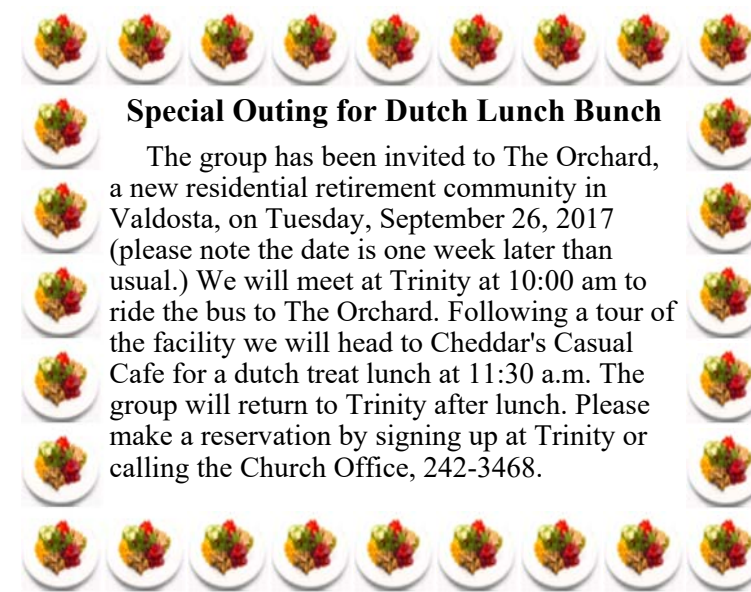 Special Outing for Dutch Lunch Bunch
The group has been invited to The Orchard,
a new residential retirement community in
Valdosta, on Tuesday, September 26, 2017
(please note the date is one week later than
usual.) We will meet at Trinity at 10:00 am to
ride the bus to The Orchard. Following a tour of
the facility we will head to Cheddar's Casual
Cafe for a dutch treat lunch at 11:30 a.m. The
group will return to Trinity after lunch. Please
make a reservation by signing up at Trinity or
calling the Church Office, 242-3468.